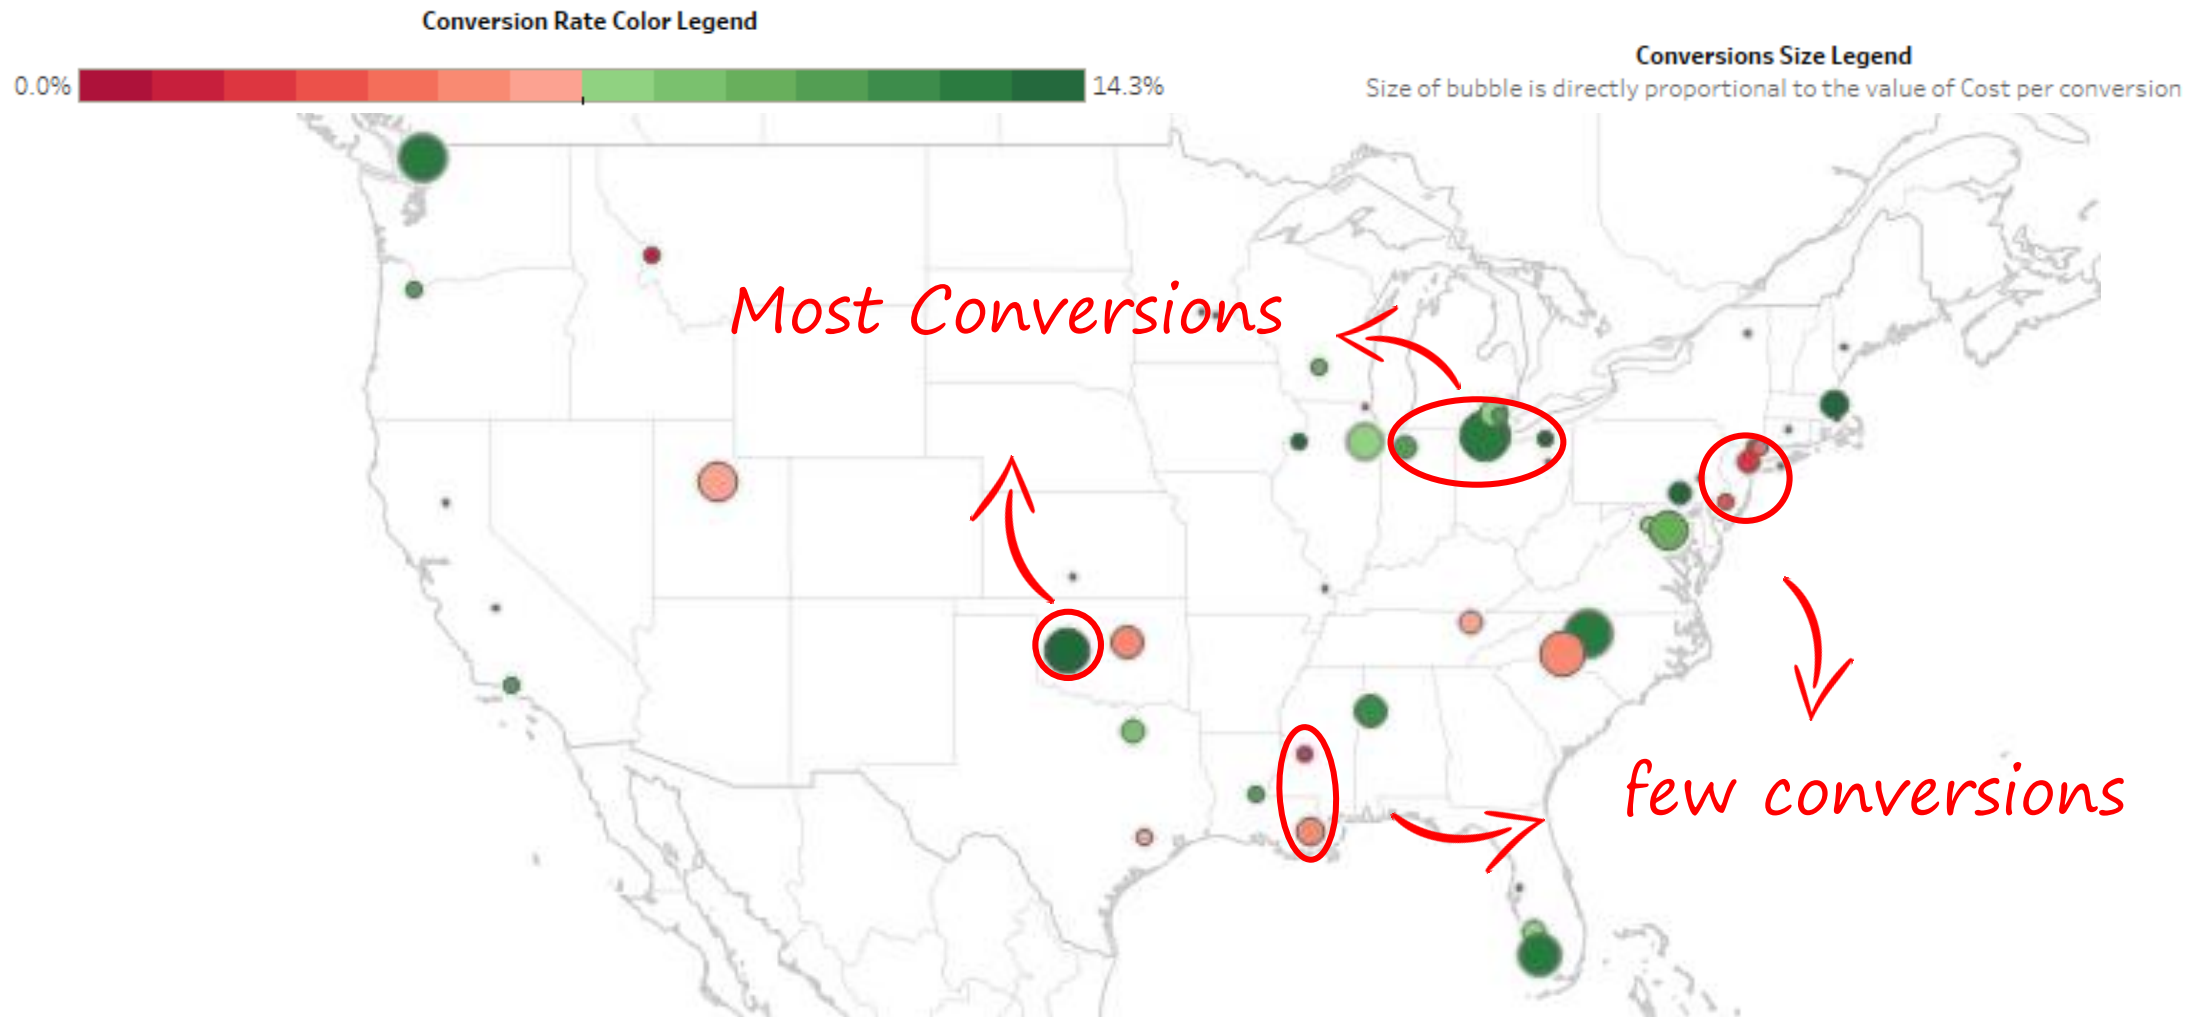 Conversion Rate Color Legend
0.0%
14.3%
Conversions Size Legend
Size of bubble is directly proportional to the value of Cost per conversion
Most Conversions
few conversions